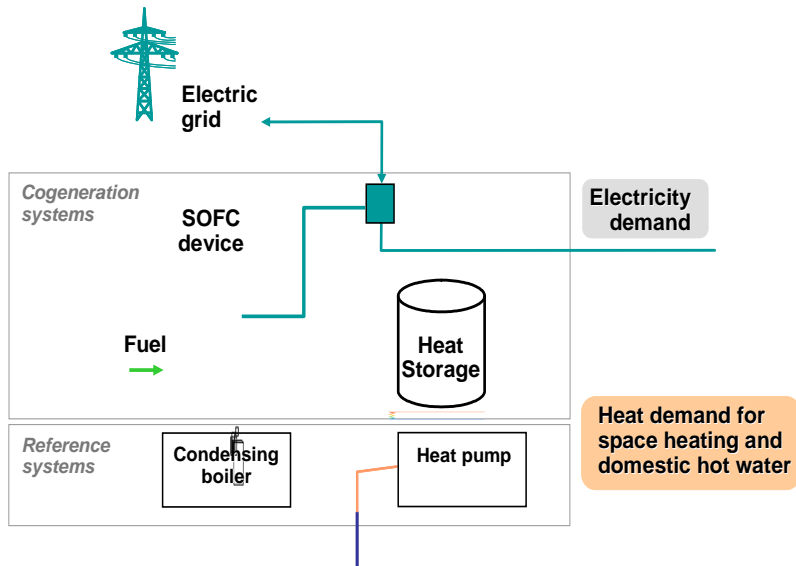 Electric
grid
Cogeneration
systems
SOFC
device
Electricity
demand
Fuel
Heat
Storage
Heat demand for
space heating and
domestic hot water
Reference
systems
Condensing
boiler
Heat pump